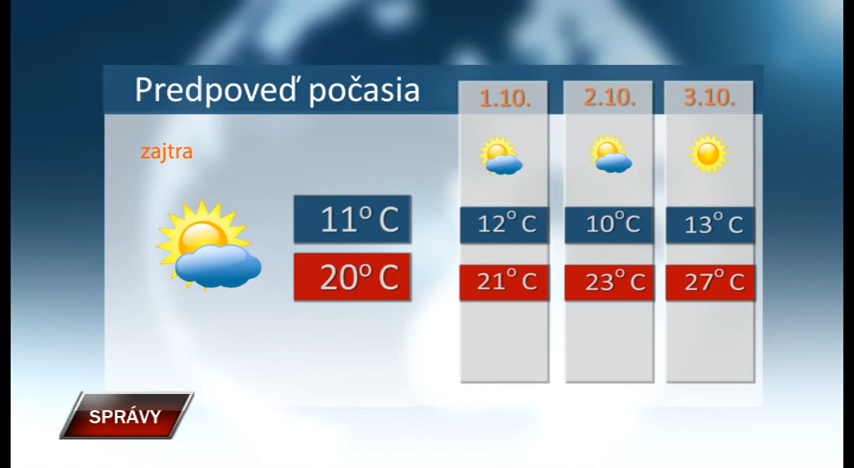 Predpoveď počasia
zajtra
11° C
20° C
1.10.
12° C
21° C
2.10.
10°C
23° C
3.10.
13° C
27° C
SPRÁVY